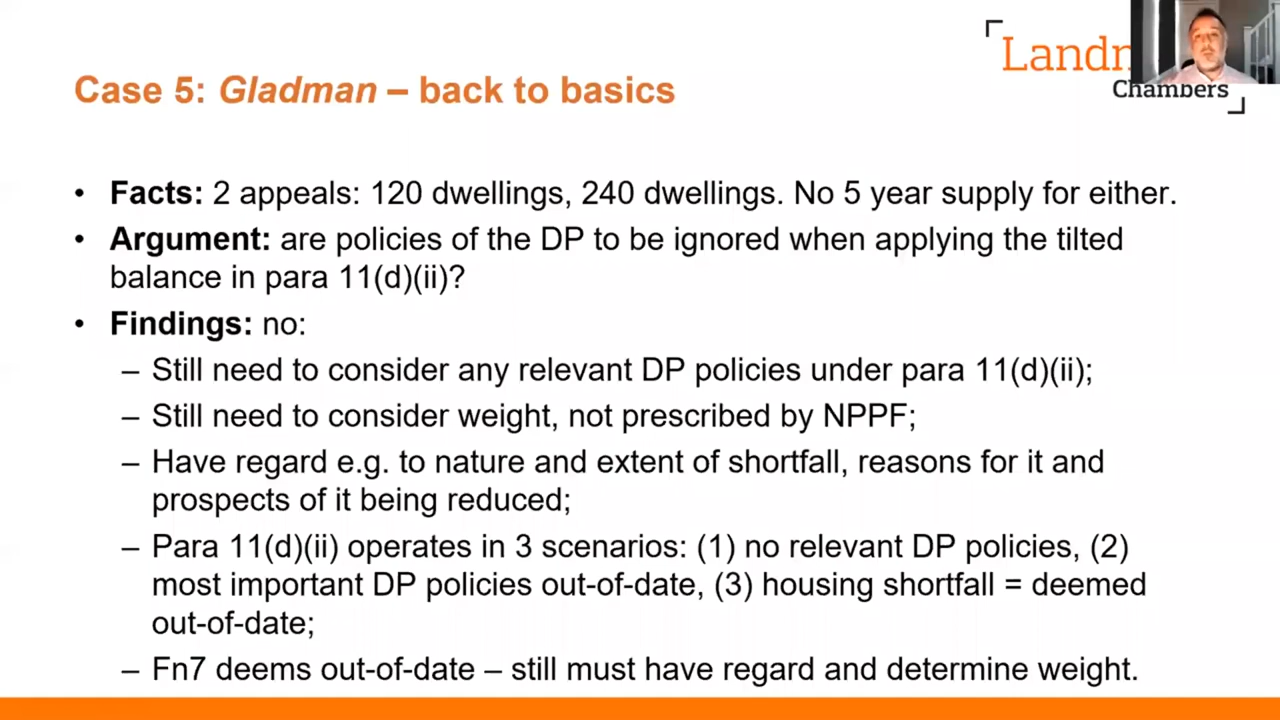 Case 5: Gladman – back to basics
Chambers
• Facts: 2 appeals: 120 dwellings, 240 dwellings. No 5 year supply for either.
• Argument: are policies of the DP to be ignored when applying the tilted
balance in para 11(d)(ii)?
• Findings: no:
– Still need to consider any relevant DP policies under para 11(d)(ii);
– Still need to consider weight, not prescribed by NPPF;
– Have regard e.g. to nature and extent of shortfall, reasons for it and
prospects of it being reduced;
– Para 11(d)(ii) operates in 3 scenarios: (1) no relevant DP policies, (2)
most important DP policies out-of-date, (3) housing shortfall = deemed
out-of-date;
– Fn7 deems out-of-date – still must have regard and determine weight.